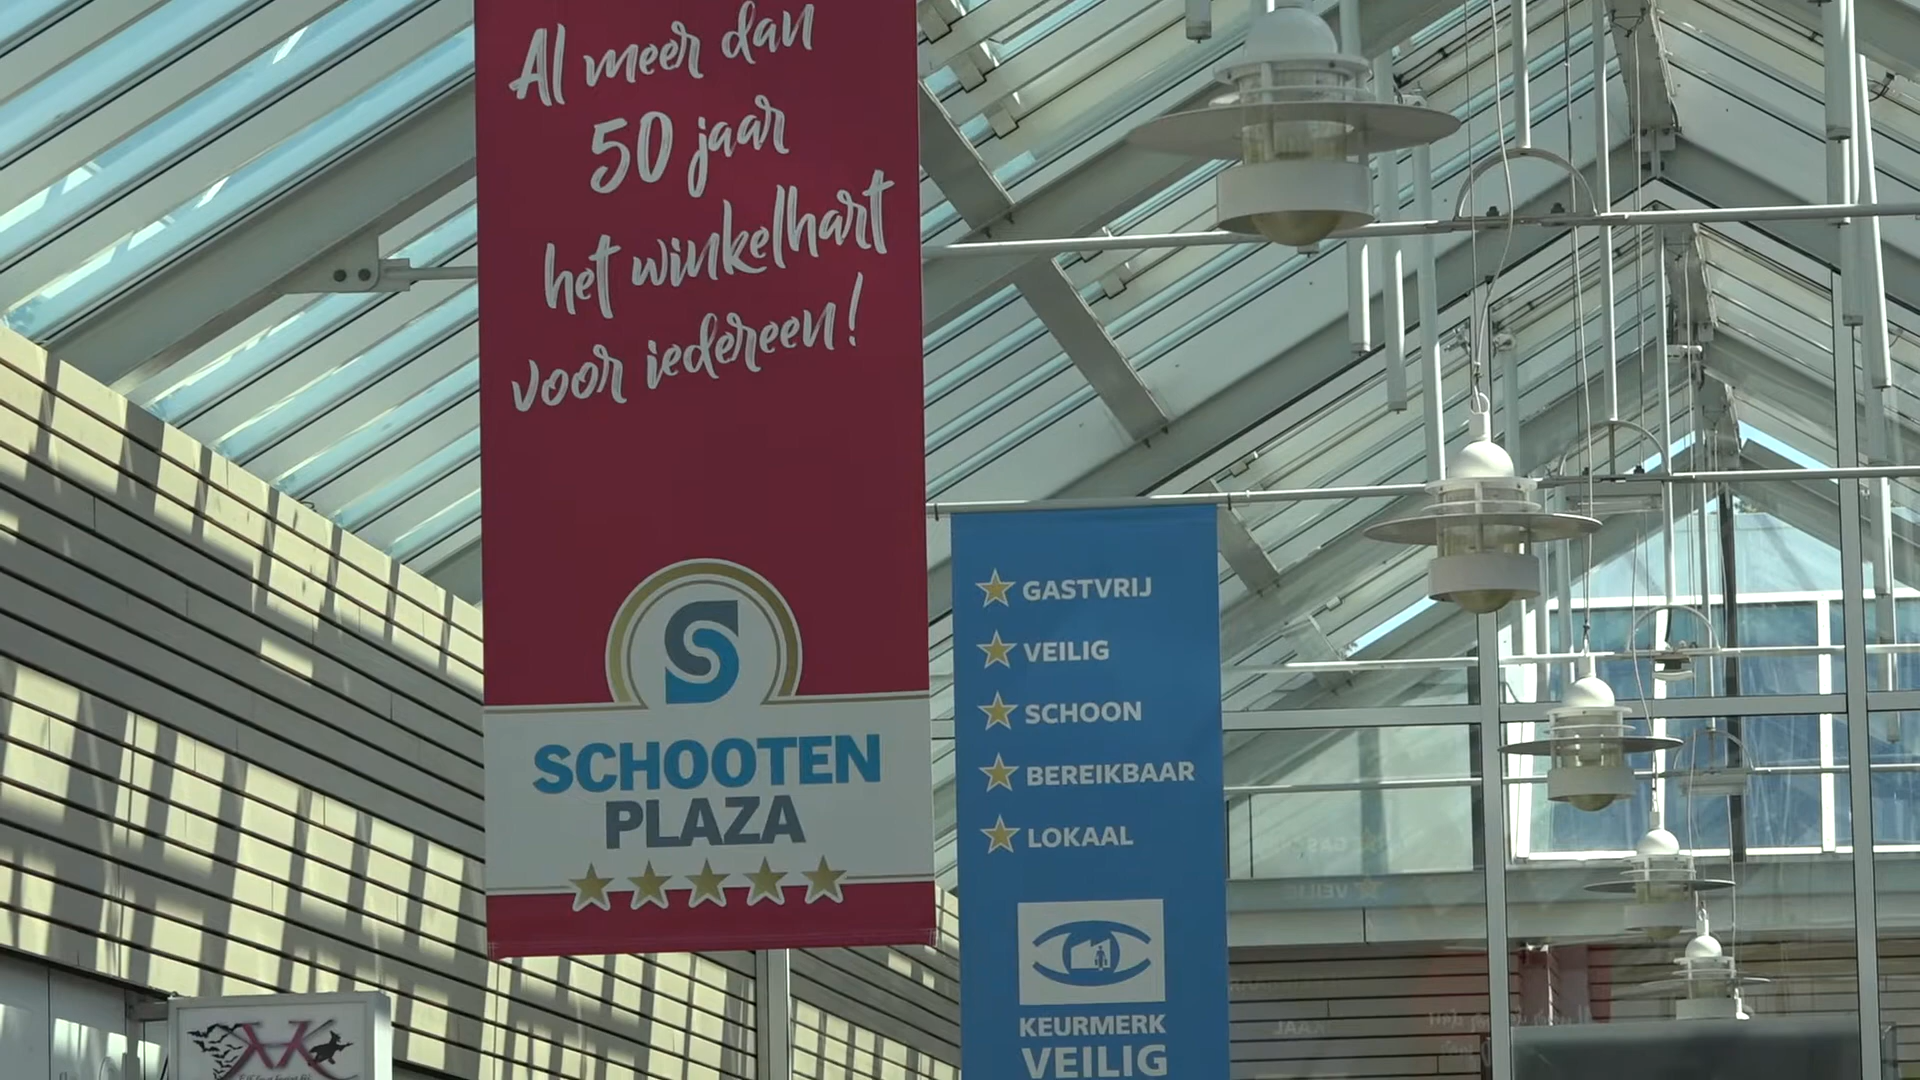 Al meer dan
50 jaar
het winkelhart
voor iedereen!
S
SCHOOTEN
PLAZA
GASTVRIJ
VEILIG
SCHOON
BEREIKBAAR
LOKAAL
KEURMERK
VEILIG